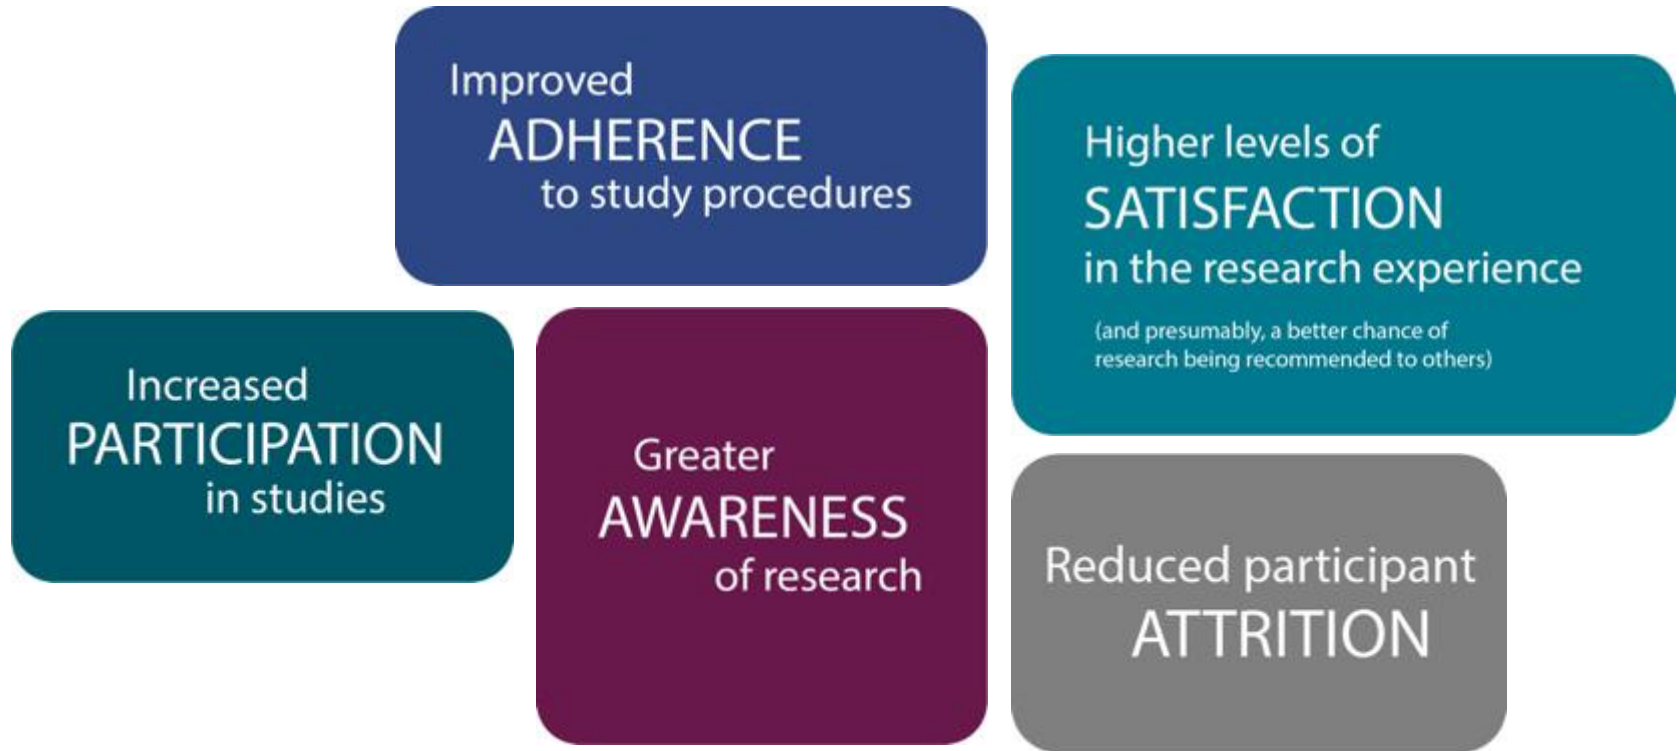 Improved
ADHERENCE
to study procedures
Higher levels of
SATISFACTION
in the research experience
(and presumably, a better chance of
research being recommended to others)
Increased
PARTICIPATION
in studies
Greater
AWARENESS
of research
Reduced participant
ATTRITION